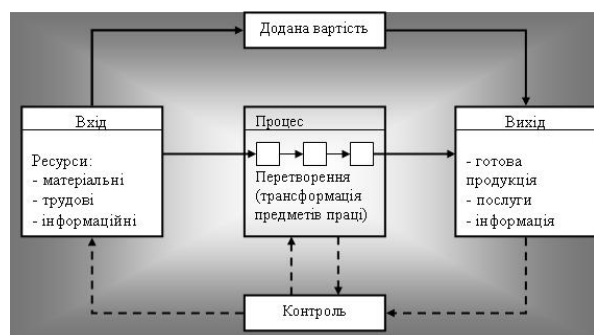 Додана вартість
Вхід
Ресурси:
- матеріальні
- трудові
- інформаційні
Процес
Перетворення
(трансформація
предметів праці)
Вихід
- готова
продукція
- послуги
- інформація
Контроль